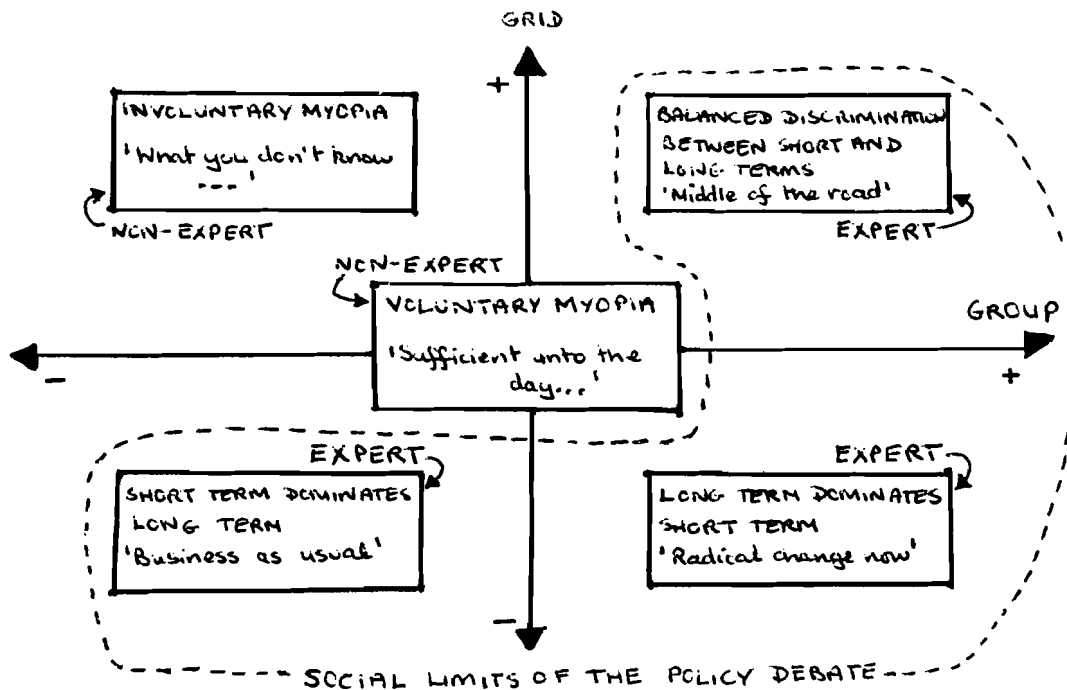 GRID
+
INVOLUNTARY MYOPIA
'What you don't know
---'
NON-EXPERT
BALANCED DISCRIMINATION
BETWEEN SHORT AND
LONG TERMS
'Middle of the road'
EXPERT
NON-EXPERT
VOLUNTARY MYOPIA
'Sufficient unto the
day...'
GROUP
-
+
EXPERT
SHORT TERM DOMINATES
LONG TERM
'Business as usual'
EXPERT
LONG TERM DOMINATES
SHORT TERM
'Radical change now'
-
SOCIAL LIMITS OF THE POLICY DEBATE